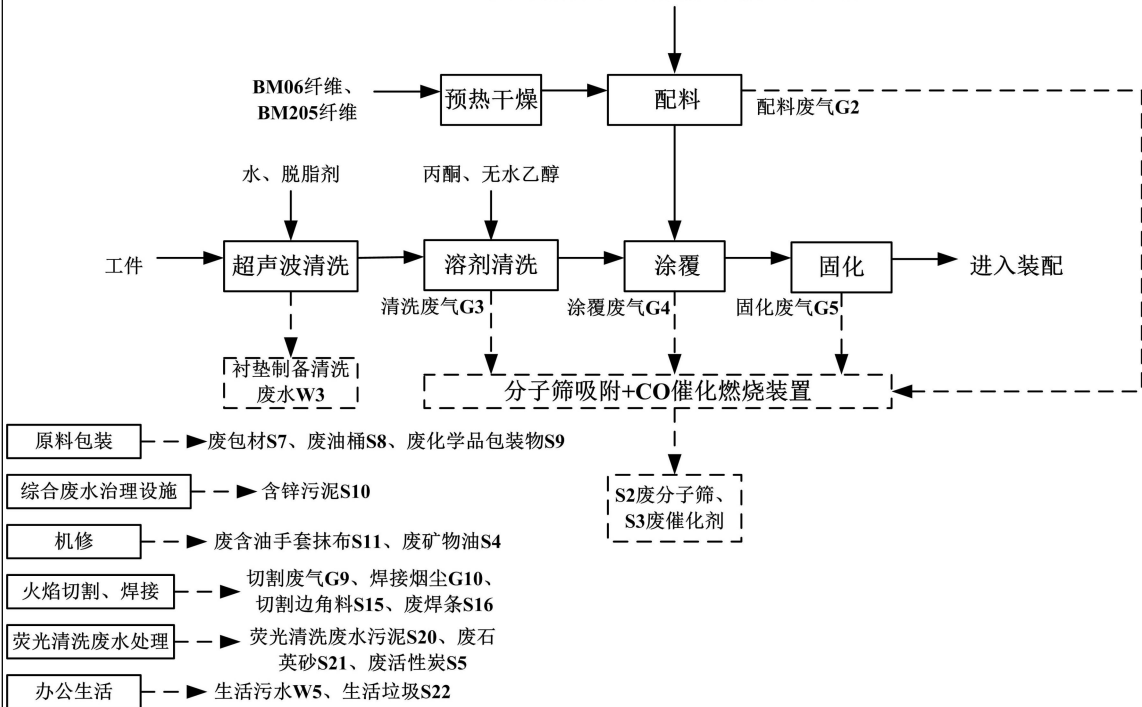 BM06纤维、
BM205纤维
预热干燥
配料
配料废气G2
水、脱脂剂
丙酮、无水乙醇
工件
超声波清洗
溶剂清洗
涂覆
固化
进入装配
清洗废气G3
涂覆废气G4
固化废气G5
衬垫制备清洗
废水W3
分子筛吸附+CO催化燃烧装置
原料包装
废包材S7、废油桶S8、废化学品包装物S9
综合废水治理设施
含锌污泥S10
S2废分子筛、
S3废催化剂
机修
废含油手套抹布S11、废矿物油S4
火焰切割、焊接
切割废气G9、焊接烟尘G10、
切割边角料S15、废焊条S16
荧光清洗废水处理
荧光清洗废水污泥S20、废石
英砂S21、废活性炭S5
办公生活
生活污水W5、生活垃圾S22